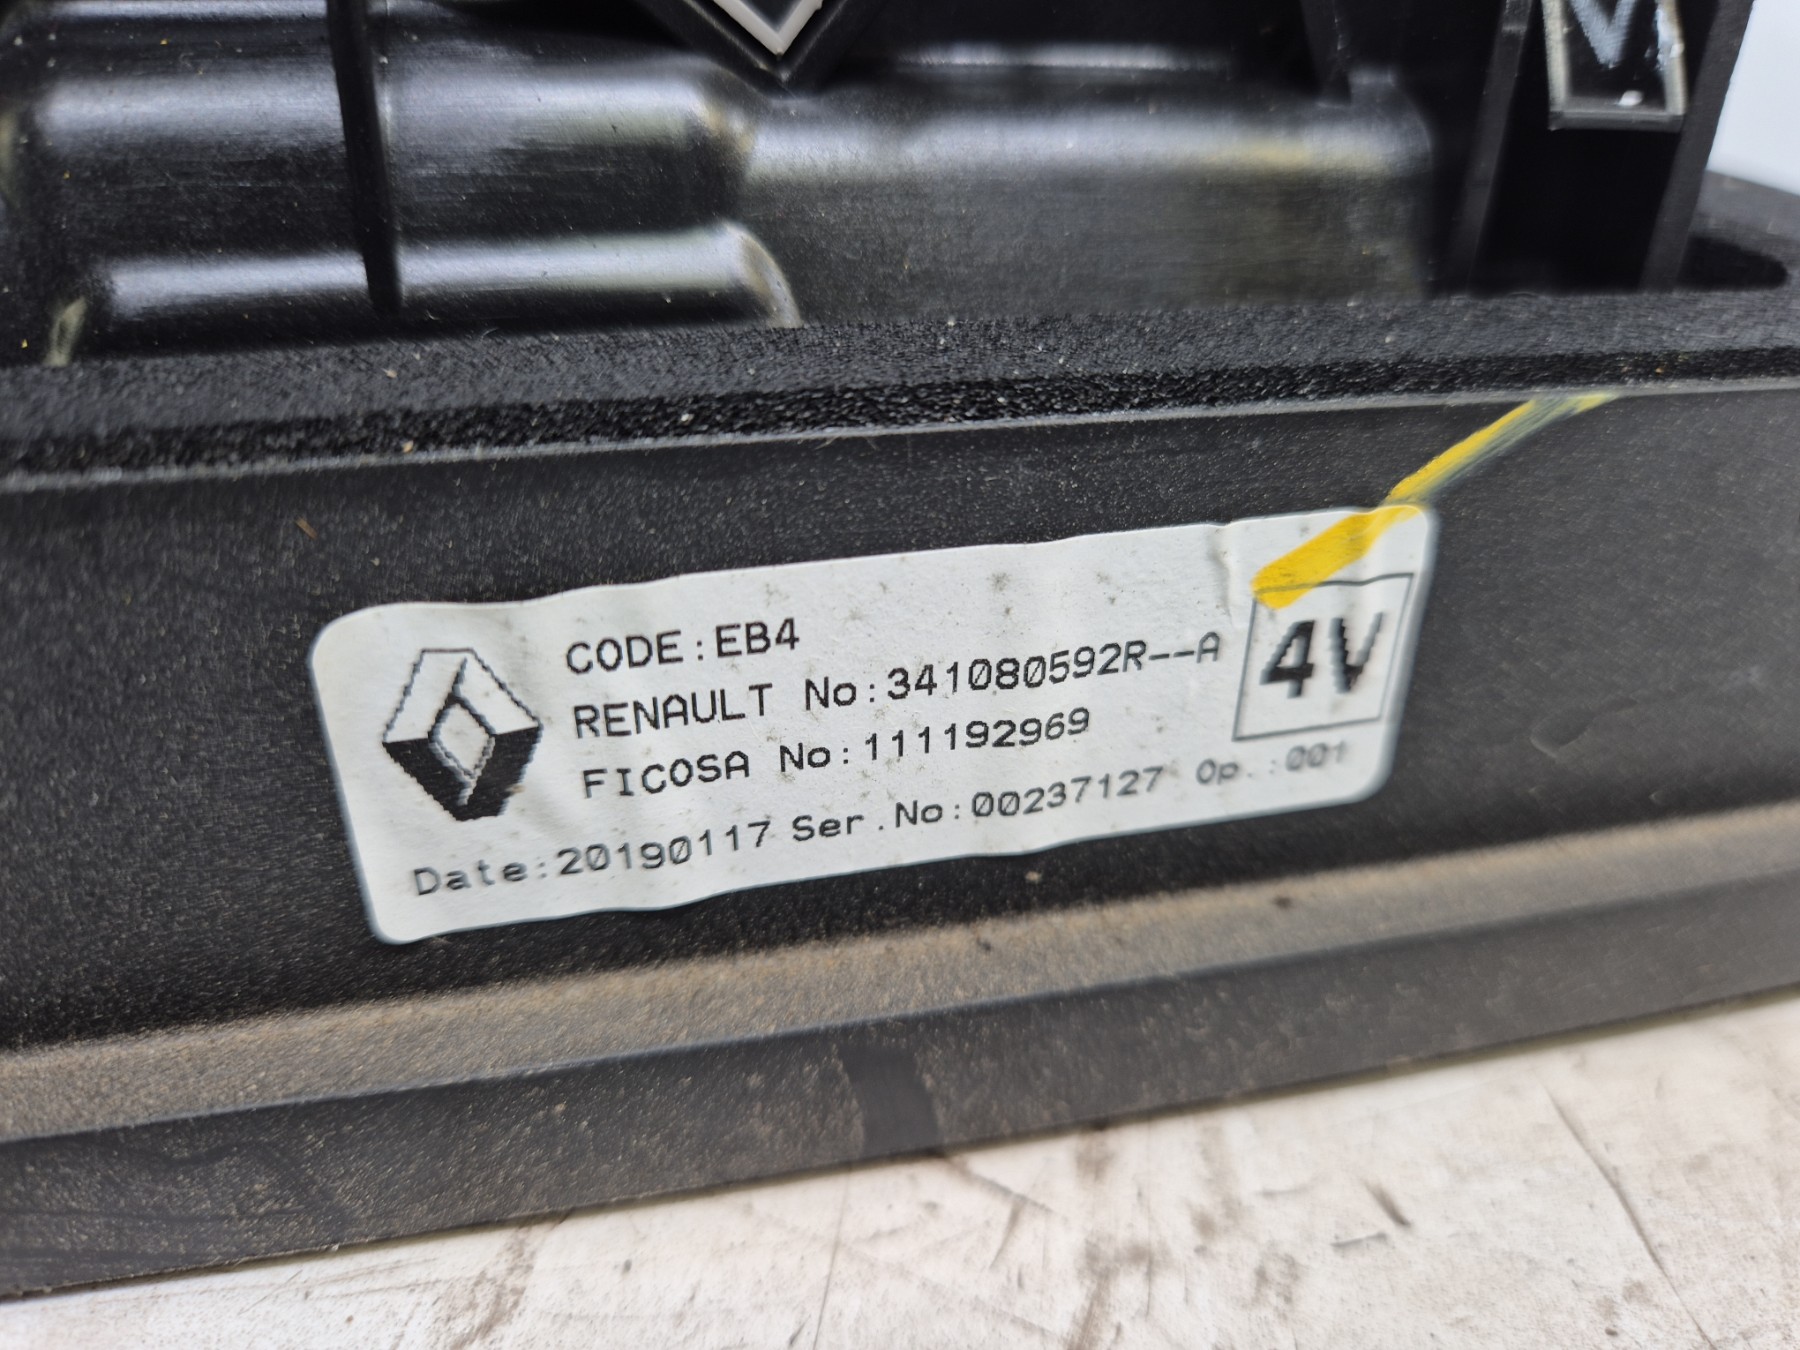 CODE:EB4
RENAULT No:341080592R--A
4V
FICOSA No:111192969
Date:20190117 Ser.No:00237127 Op.:001